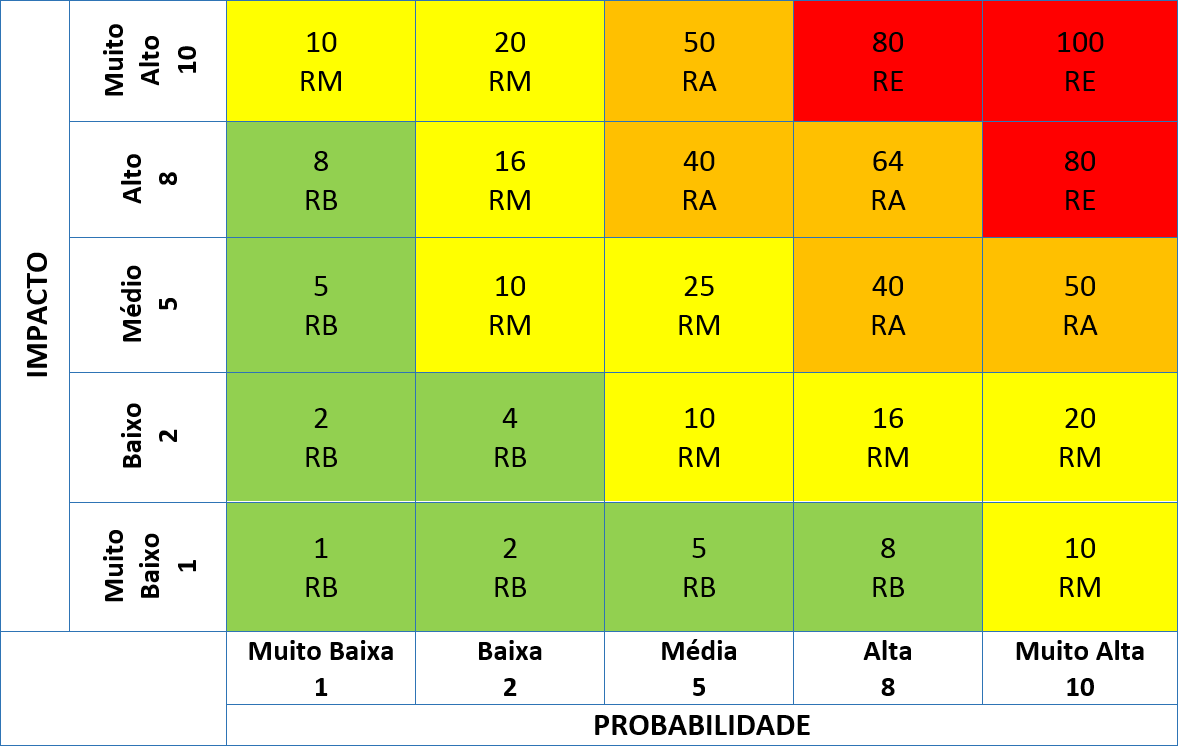 IMPACTO
Muito
Alto
10
10
RM
20
RM
50
RA
80
RE
100
RE
Alto
8
8
RB
16
RM
40
RA
64
RA
80
RE
Médio
5
5
RB
10
RM
25
RM
40
RA
50
RA
Baixo
2
2
RB
4
RB
10
RM
16
RM
20
RM
Muito
Baixo
1
1
RB
2
RB
5
RB
8
RB
10
RM
Muito Baixa
1
Baixa
2
Média
5
Alta
8
Muito Alta
10
PROBABILIDADE